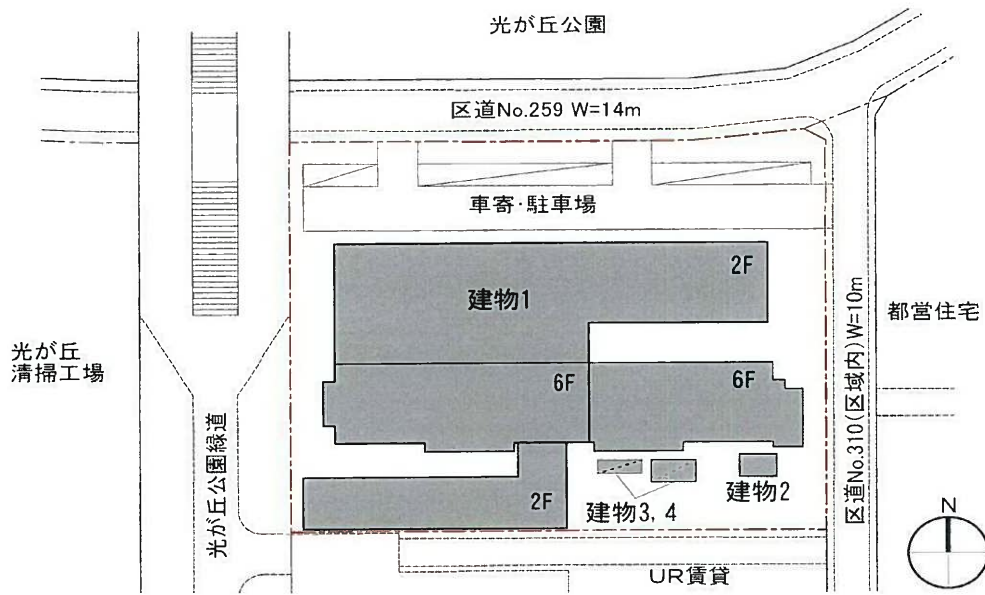 光が丘公園
区道No.259 W=14m
車寄・駐車場
2F
建物1
都営住宅
光が丘
清掃工場
6F
6F
区道No.310(区域内)W=10m
光が丘公園緑道
2F
建物3, 4
建物2
N
UR賃貸